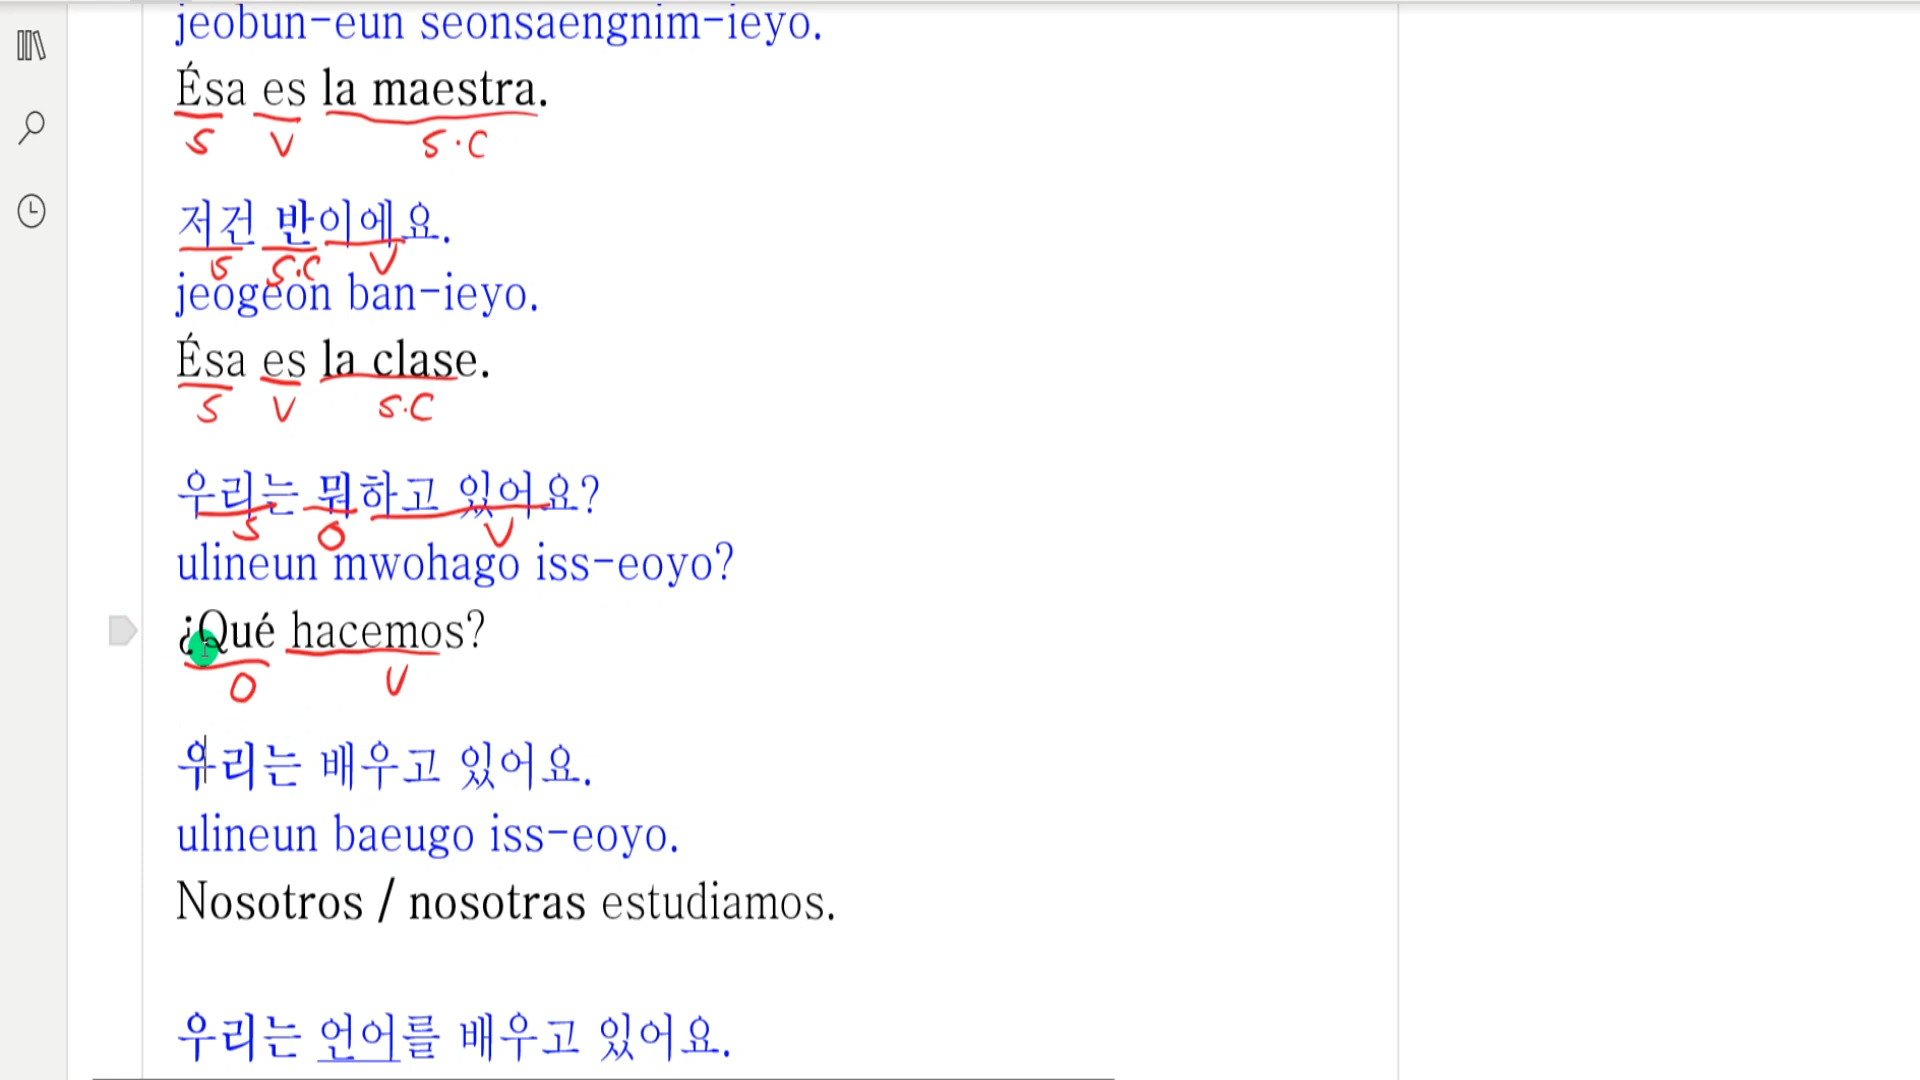 jeobun-eun seonsaengnim-ieyo.
Ésa es la maestra.
S V S·C
저건 반이에요.
S S·C V
jeogeon ban-ieyo.
Ésa es la clase.
S V S·C
우리는 뭐하고 있어요?
S O V
ulineun mwohago iss-eoyo?
¿Qué hacemos?
O V
우리는 배우고 있어요.
ulineun baeugo iss-eoyo.
Nosotros / nosotras estudiamos.
우리는 언어를 배우고 있어요.